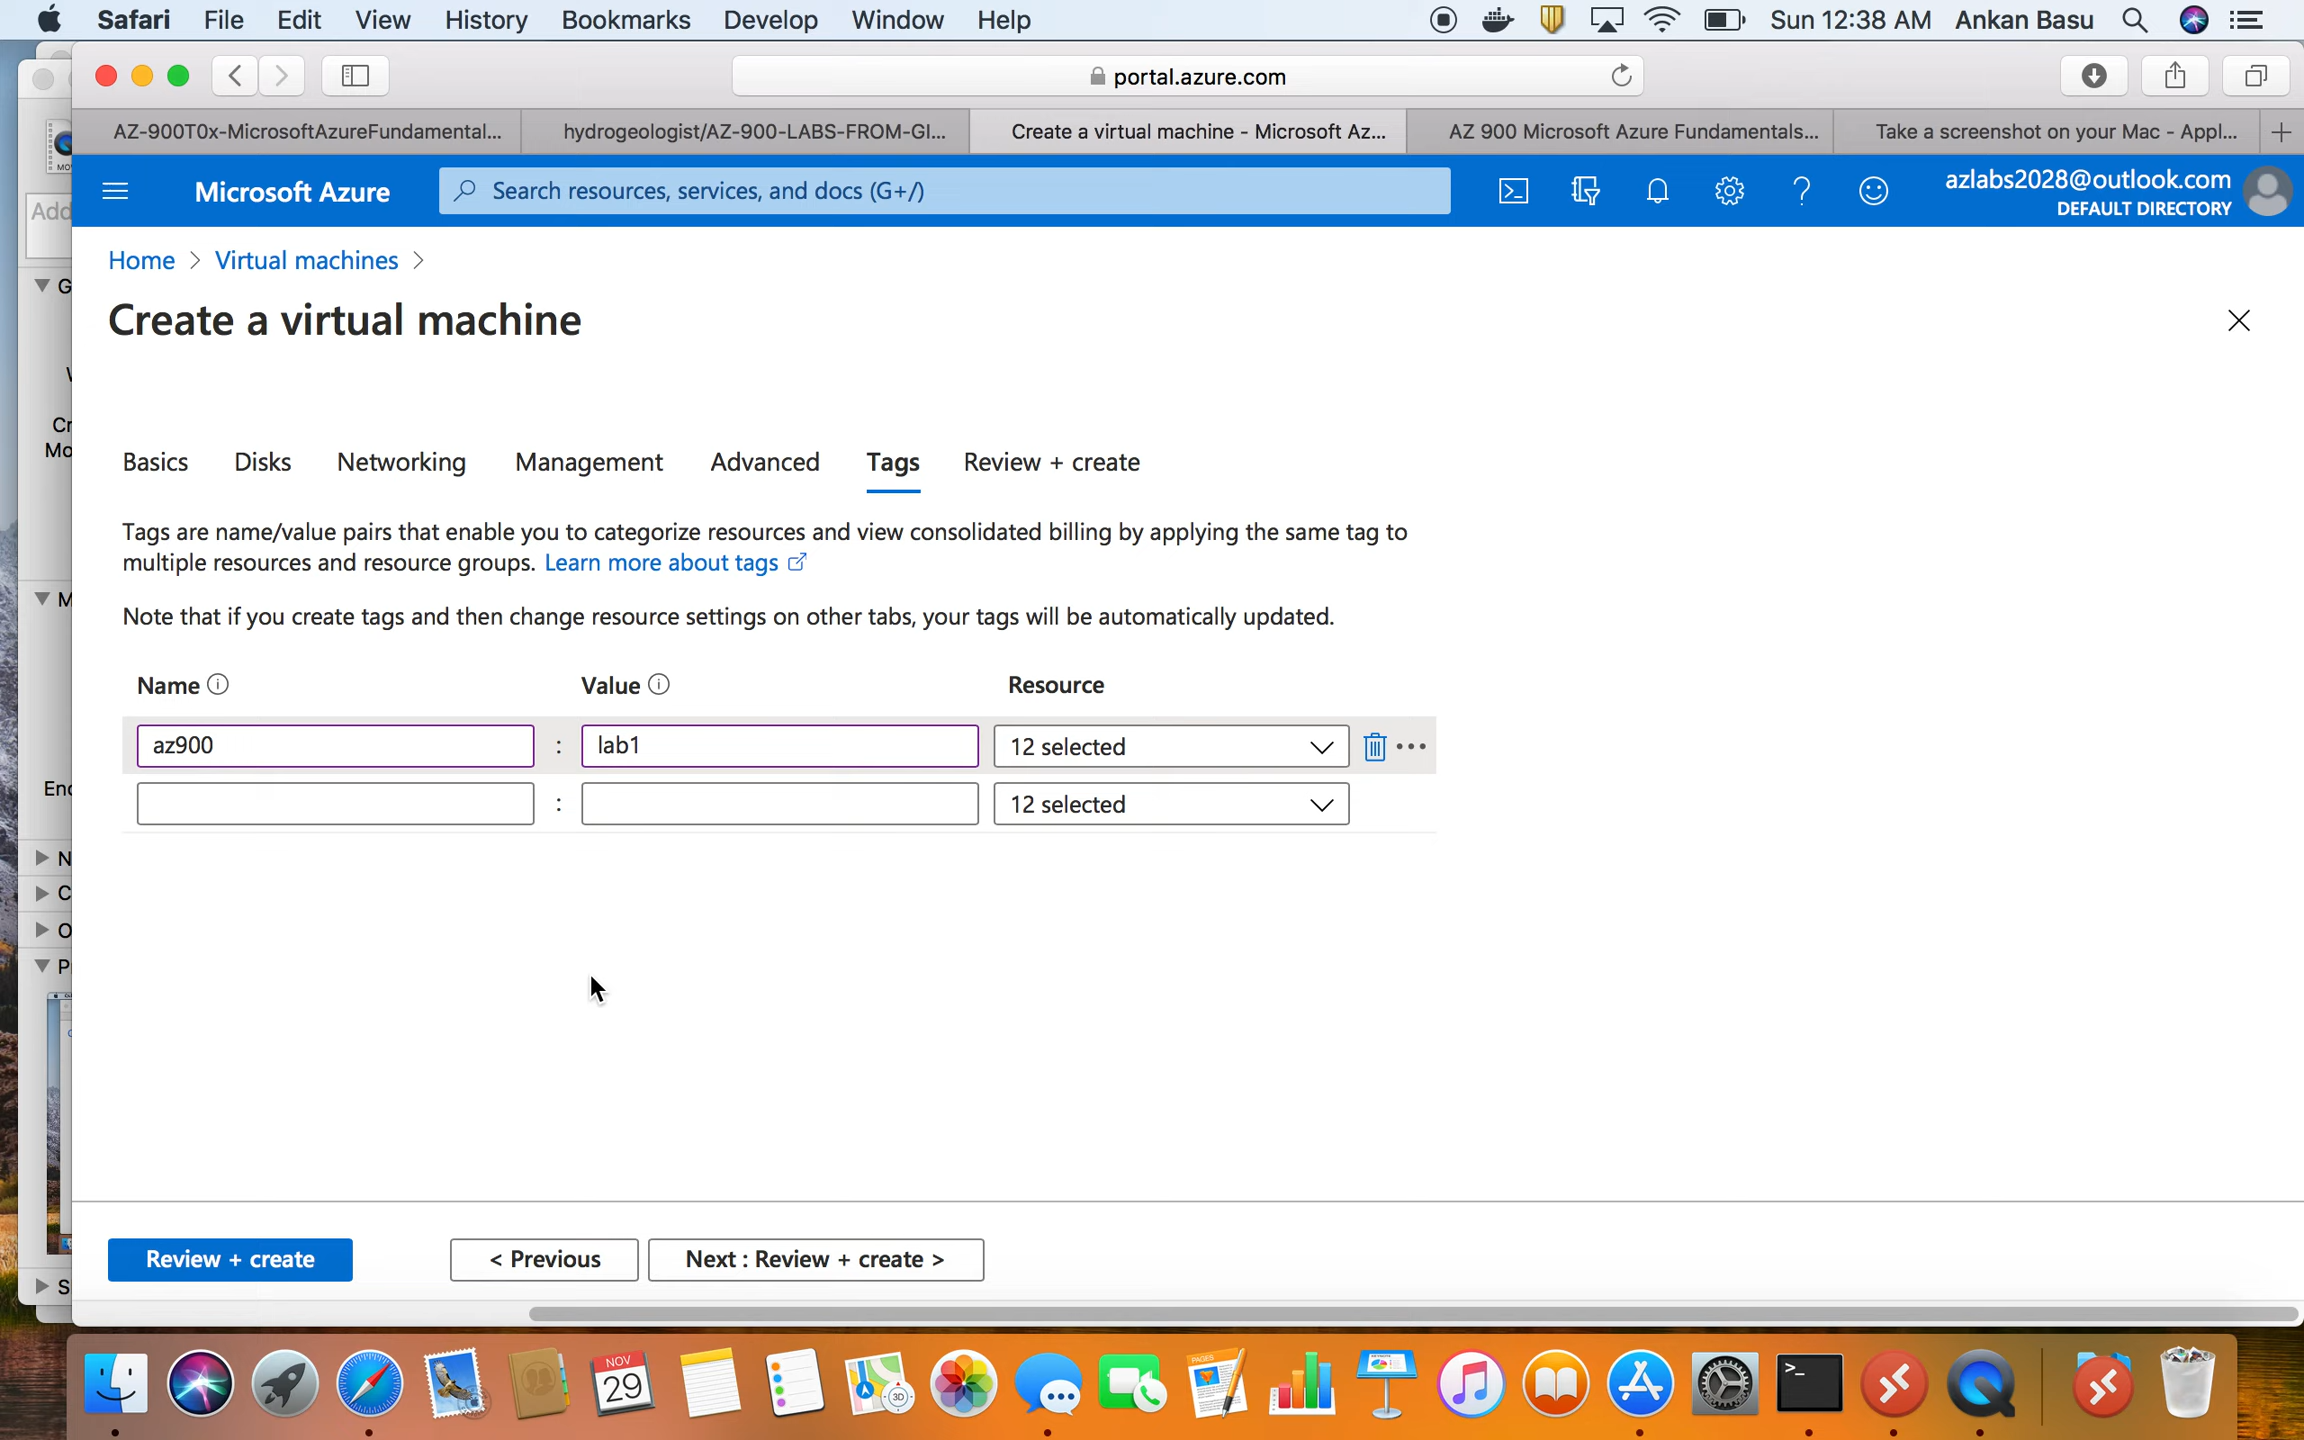 Safari File Edit View History Bookmarks Develop Window Help Sun 12:38 AM Ankan Basu
portal.azure.com
AZ-900T0x-MicrosoftAzureFundamental... hydrogeologist/AZ-900-LABS-FROM-GI... Create a virtual machine - Microsoft Az... AZ 900 Microsoft Azure Fundamentals... Take a screenshot on your Mac - Appl...
Microsoft Azure Search resources, services, and docs (G+/) azlabs2028@outlook.com
DEFAULT DIRECTORY
Add
Home > Virtual machines >
Create a virtual machine
Basics Disks Networking Management Advanced Tags Review + create
Tags are name/value pairs that enable you to categorize resources and view consolidated billing by applying the same tag to
multiple resources and resource groups. Learn more about tags
Note that if you create tags and then change resource settings on other tabs, your tags will be automatically updated.
Name Value Resource
az900 : lab1 12 selected
: 12 selected
Review + create < Previous Next : Review + create >
NOV
29
PAGES
3D